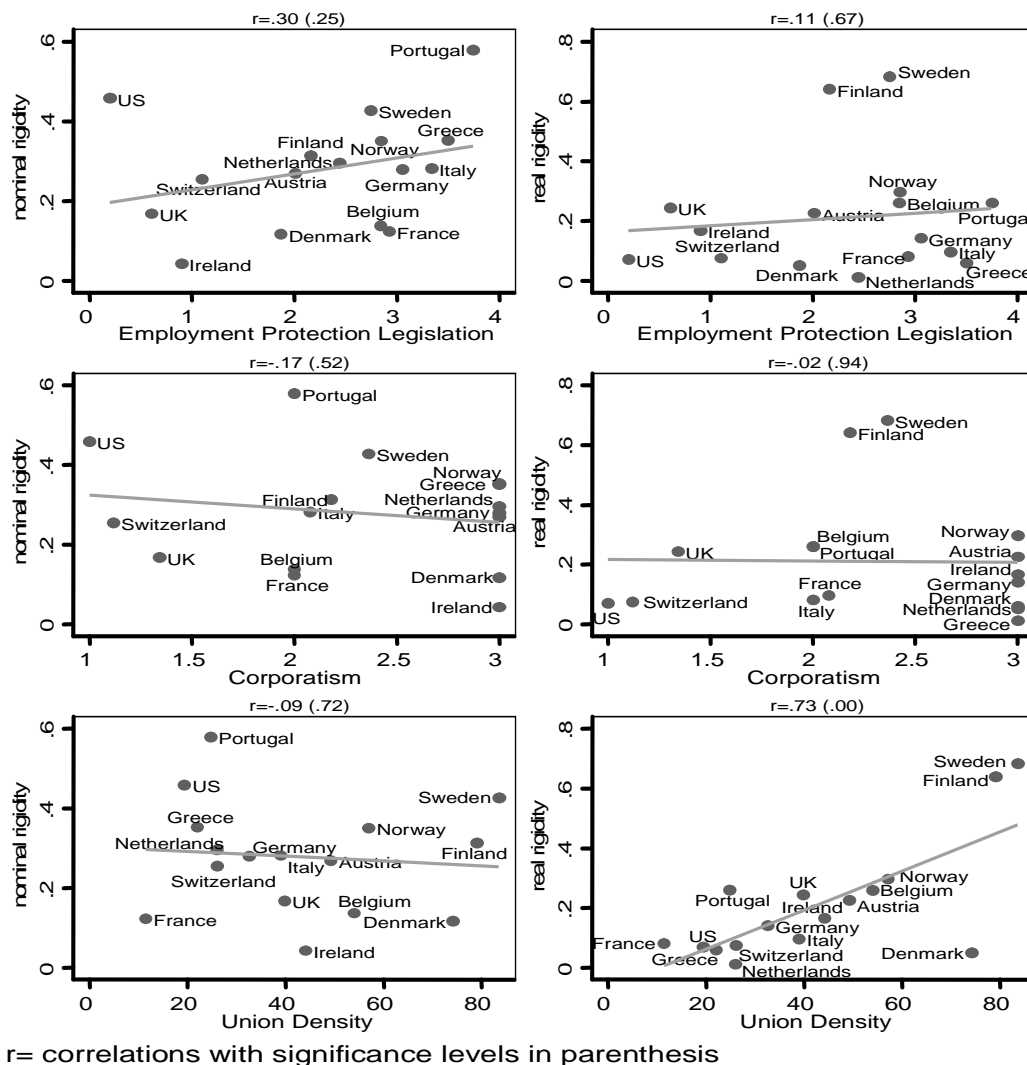 r=.30 (.25)
nominal rigidity
0 .2 .4 .6
US
Portugal
Sweden
Greece
Finland
Norway
Netherlands
Switzerland
Austria
Germany
Italy
UK
Belgium
Denmark
France
Ireland
0 1 2 3 4
Employment Protection Legislation
r=.11 (.67)
real rigidity
0 .2 .4 .6 .8
Sweden
Finland
Norway
UK
Belgium
Austria
Portugal
Ireland
Germany
Switzerland
Italy
US
France
Denmark
Greece
Netherlands
0 1 2 3 4
Employment Protection Legislation
r=-.17 (.52)
nominal rigidity
0 .2 .4 .6
Portugal
US
Sweden
Norway
Greece
Finland
Netherlands
Italy
Germany
Switzerland
Austria
UK
Belgium
France
Denmark
Ireland
1 1.5 2 2.5 3
Corporatism
r=-.02 (.94)
real rigidity
0 .2 .4 .6 .8
Sweden
Finland
Norway
Belgium
UK
Portugal
Austria
Ireland
France
Germany
Switzerland
Denmark
US
Italy
Netherlands
Greece
1 1.5 2 2.5 3
Corporatism
r=-.09 (.72)
nominal rigidity
0 .2 .4 .6
Portugal
US
Sweden
Greece
Norway
Netherlands
Germany
Finland
Switzerland
Italy
Austria
UK
Belgium
France
Denmark
Ireland
0 20 40 60 80
Union Density
r=.73 (.00)
real rigidity
0 .2 .4 .6 .8
Sweden
Finland
UK
Norway
Portugal
Belgium
Ireland
Austria
Germany
US
France
Italy
Greece
Switzerland
Denmark
Netherlands
0 20 40 60 80
Union Density
r= correlations with significance levels in parenthesis